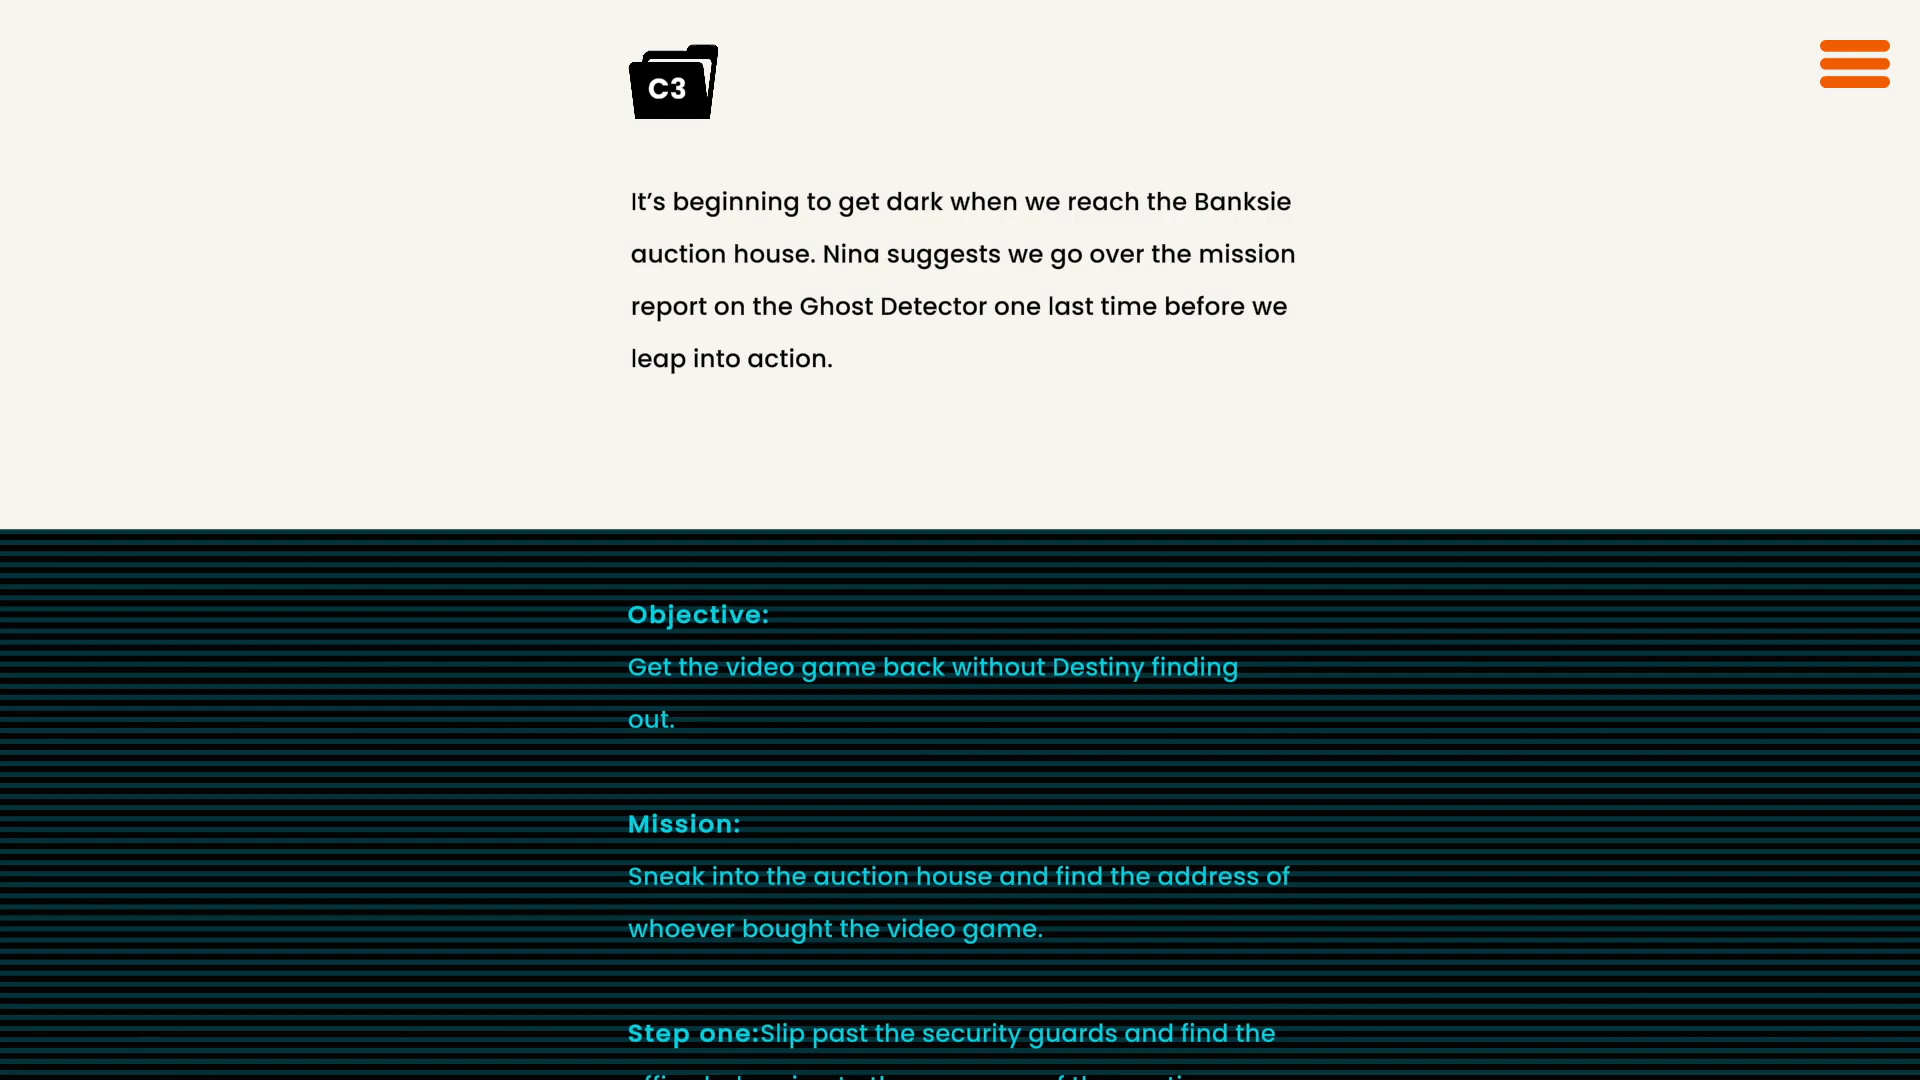 C3
It’s beginning to get dark when we reach the Banksie
auction house. Nina suggests we go over the mission
report on the Ghost Detector one last time before we
leap into action.
Objective:
Get the video game back without Destiny finding
out.
Mission:
Sneak into the auction house and find the address of
whoever bought the video game.
Step one:Slip past the security guards and find the